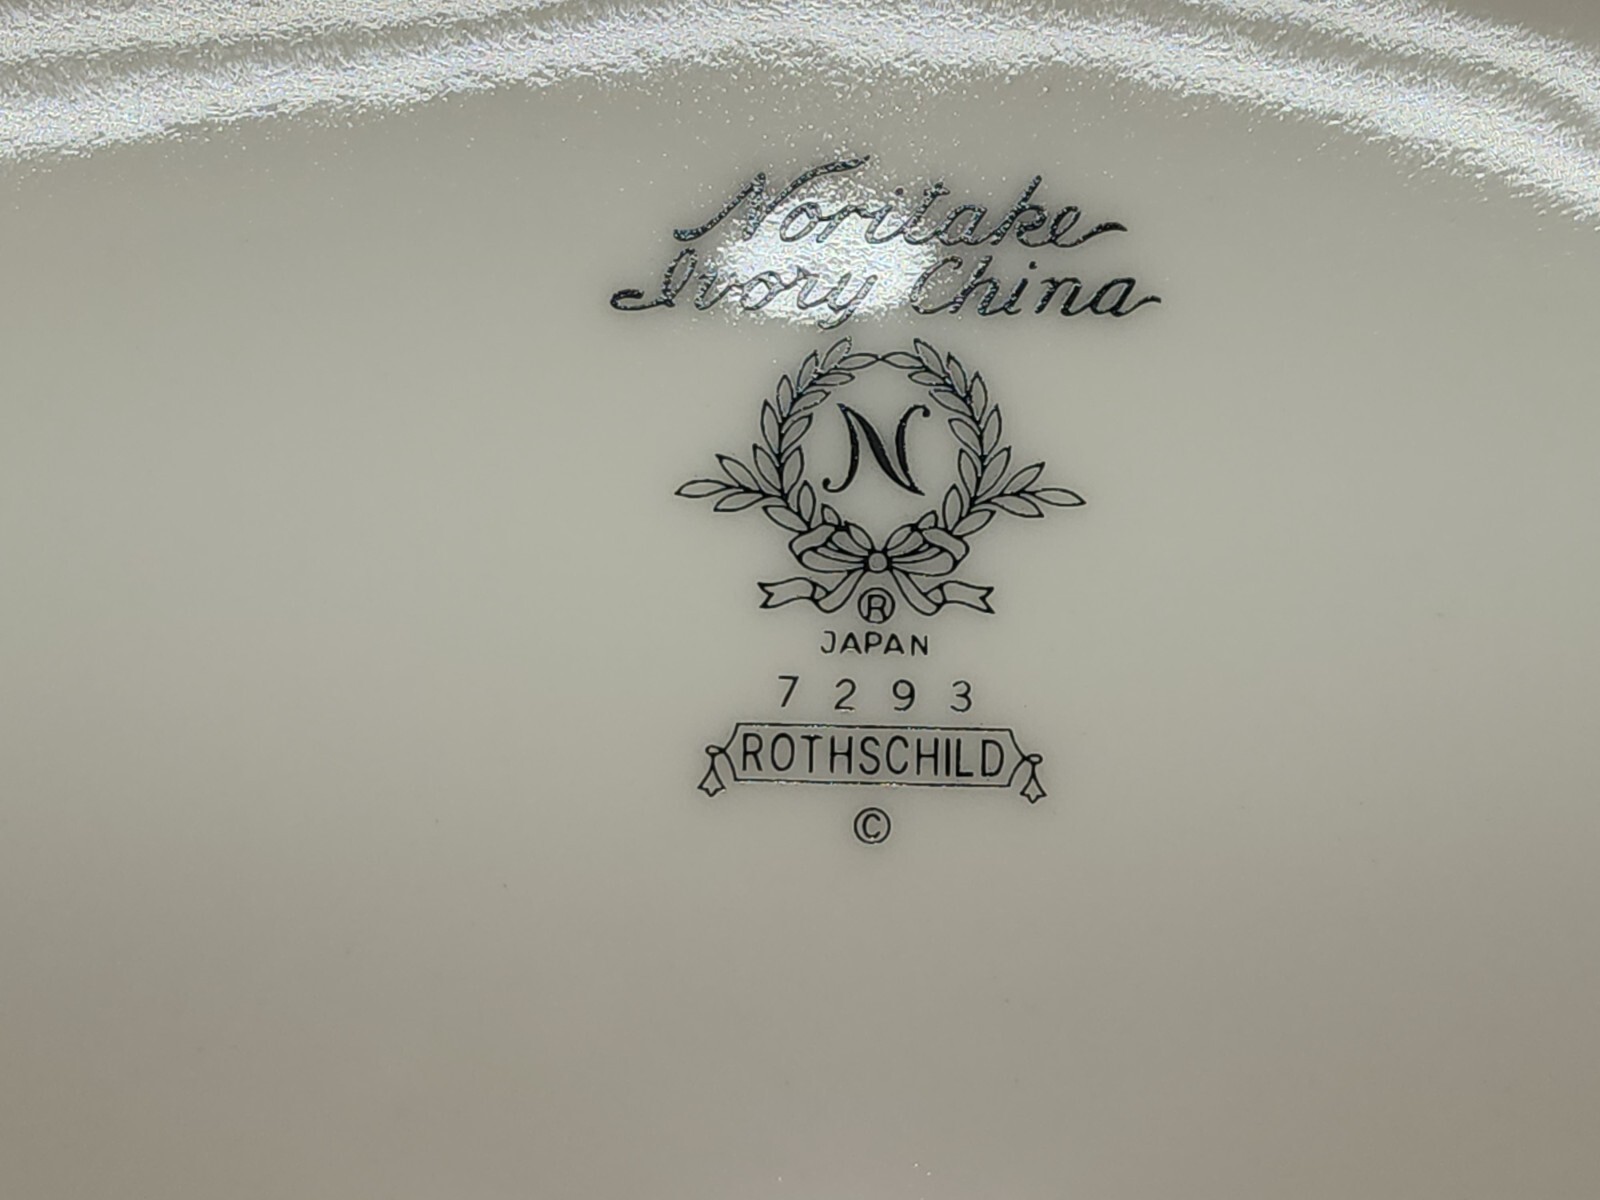 Noritake
Ivory China
N
®
JAPAN
7293
ROTHSCHILD
©